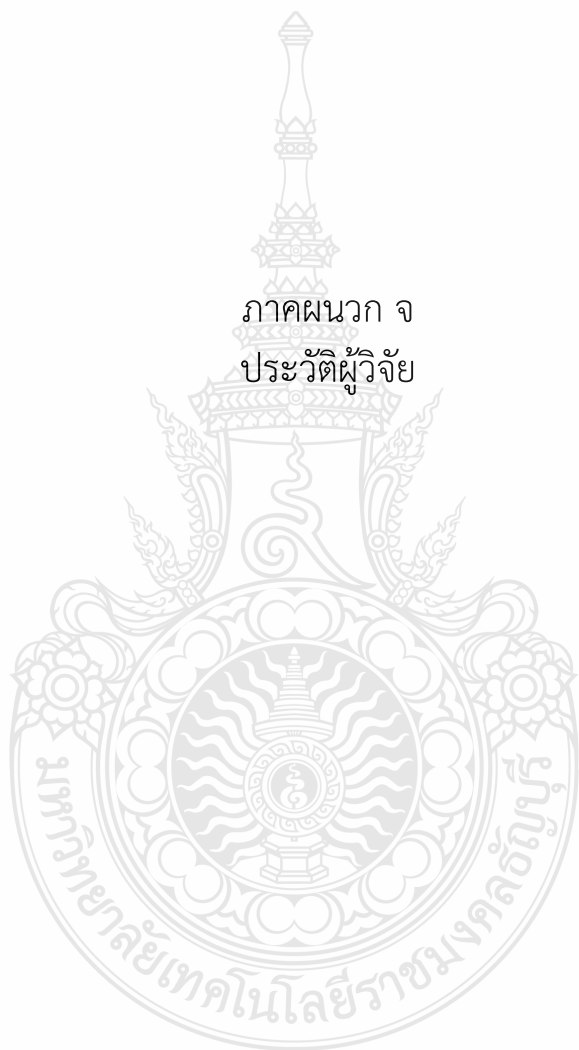 ภาคผนวก จ
ประวัติผู้วิจัย
มหาวิทยาลัยเทคโนโลยีราชมงคลธัญบุรี